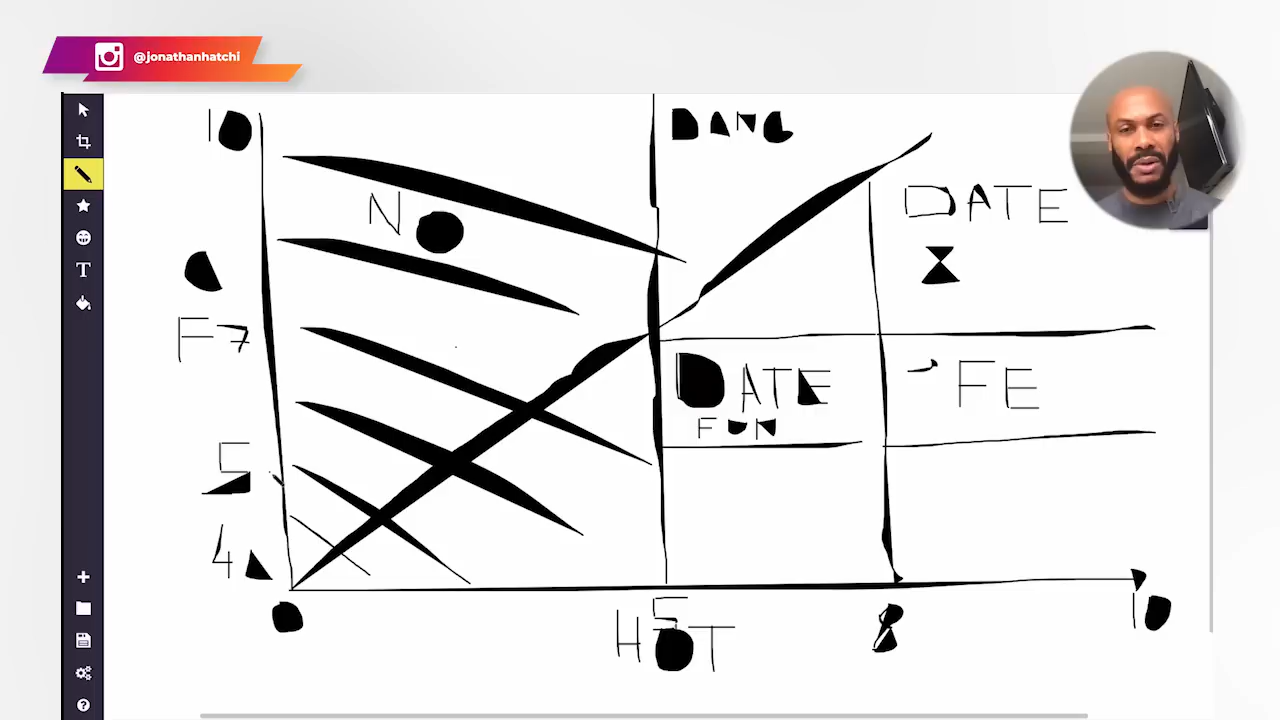 @jonathanhatchi
10
DANG
DATE
NO
F7
DATE
FE
FUN
5
4
0
5
8
10
HOT